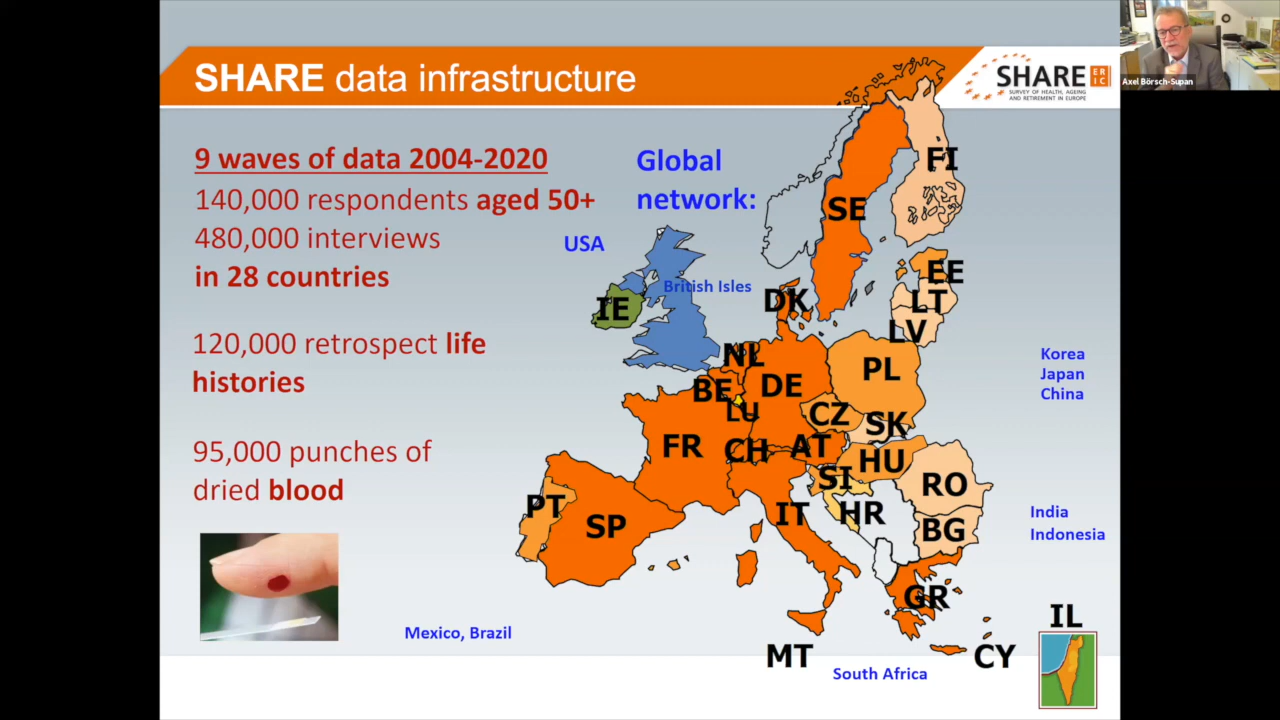 SHARE data infrastructure
SHARE
ERIC
SURVEY OF HEALTH, AGEING
AND RETIREMENT IN EUROPE
Axel Börsch-Supan
9 waves of data 2004-2020
140,000 respondents aged 50+
480,000 interviews
in 28 countries
120,000 retrospect life
histories
95,000 punches of
dried blood
Global
network:
USA
British Isles
Korea
Japan
China
India
Indonesia
Mexico, Brazil
South Africa
FI
SE
EE
LT
LV
IE
DK
NL
BE
DE
PL
LU
CZ
SK
FR
CH
AT
HU
SI
RO
PT
SP
IT
HR
BG
GR
IL
MT
CY